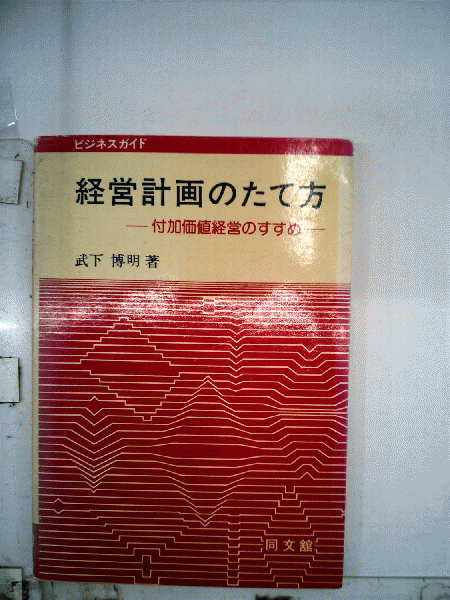 ビジネスガイド
経営計画のたて方
―付加価値経営のすすめ―
武下 博明 著
同文舘